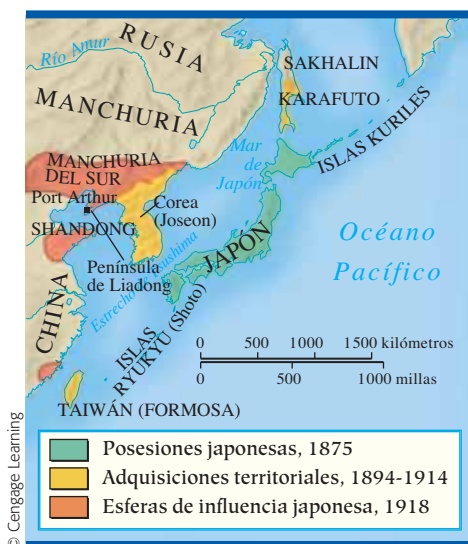 RUSIA
Río Amur
SAKHALIN
KARAFUTO
MANCHURIA
ISLAS KURILES
Mar
de
Japón
MANCHURIA
DEL SUR
Port Arthur
Corea
(Joseon)
SHANDONG
JAPÓN
Océano
Pacífico
Península
de Liadong
Estrecho de Tsushima
CHINA
ISLAS
RYUKYU (Shoto)
0 500 1000 1500 kilómetros
0 500 1000 millas
TAIWÁN (FORMOSA)
Posesiones japonesas, 1875
Adquisiciones territoriales, 1894-1914
Esferas de influencia japonesa, 1918
© Cengage Learning